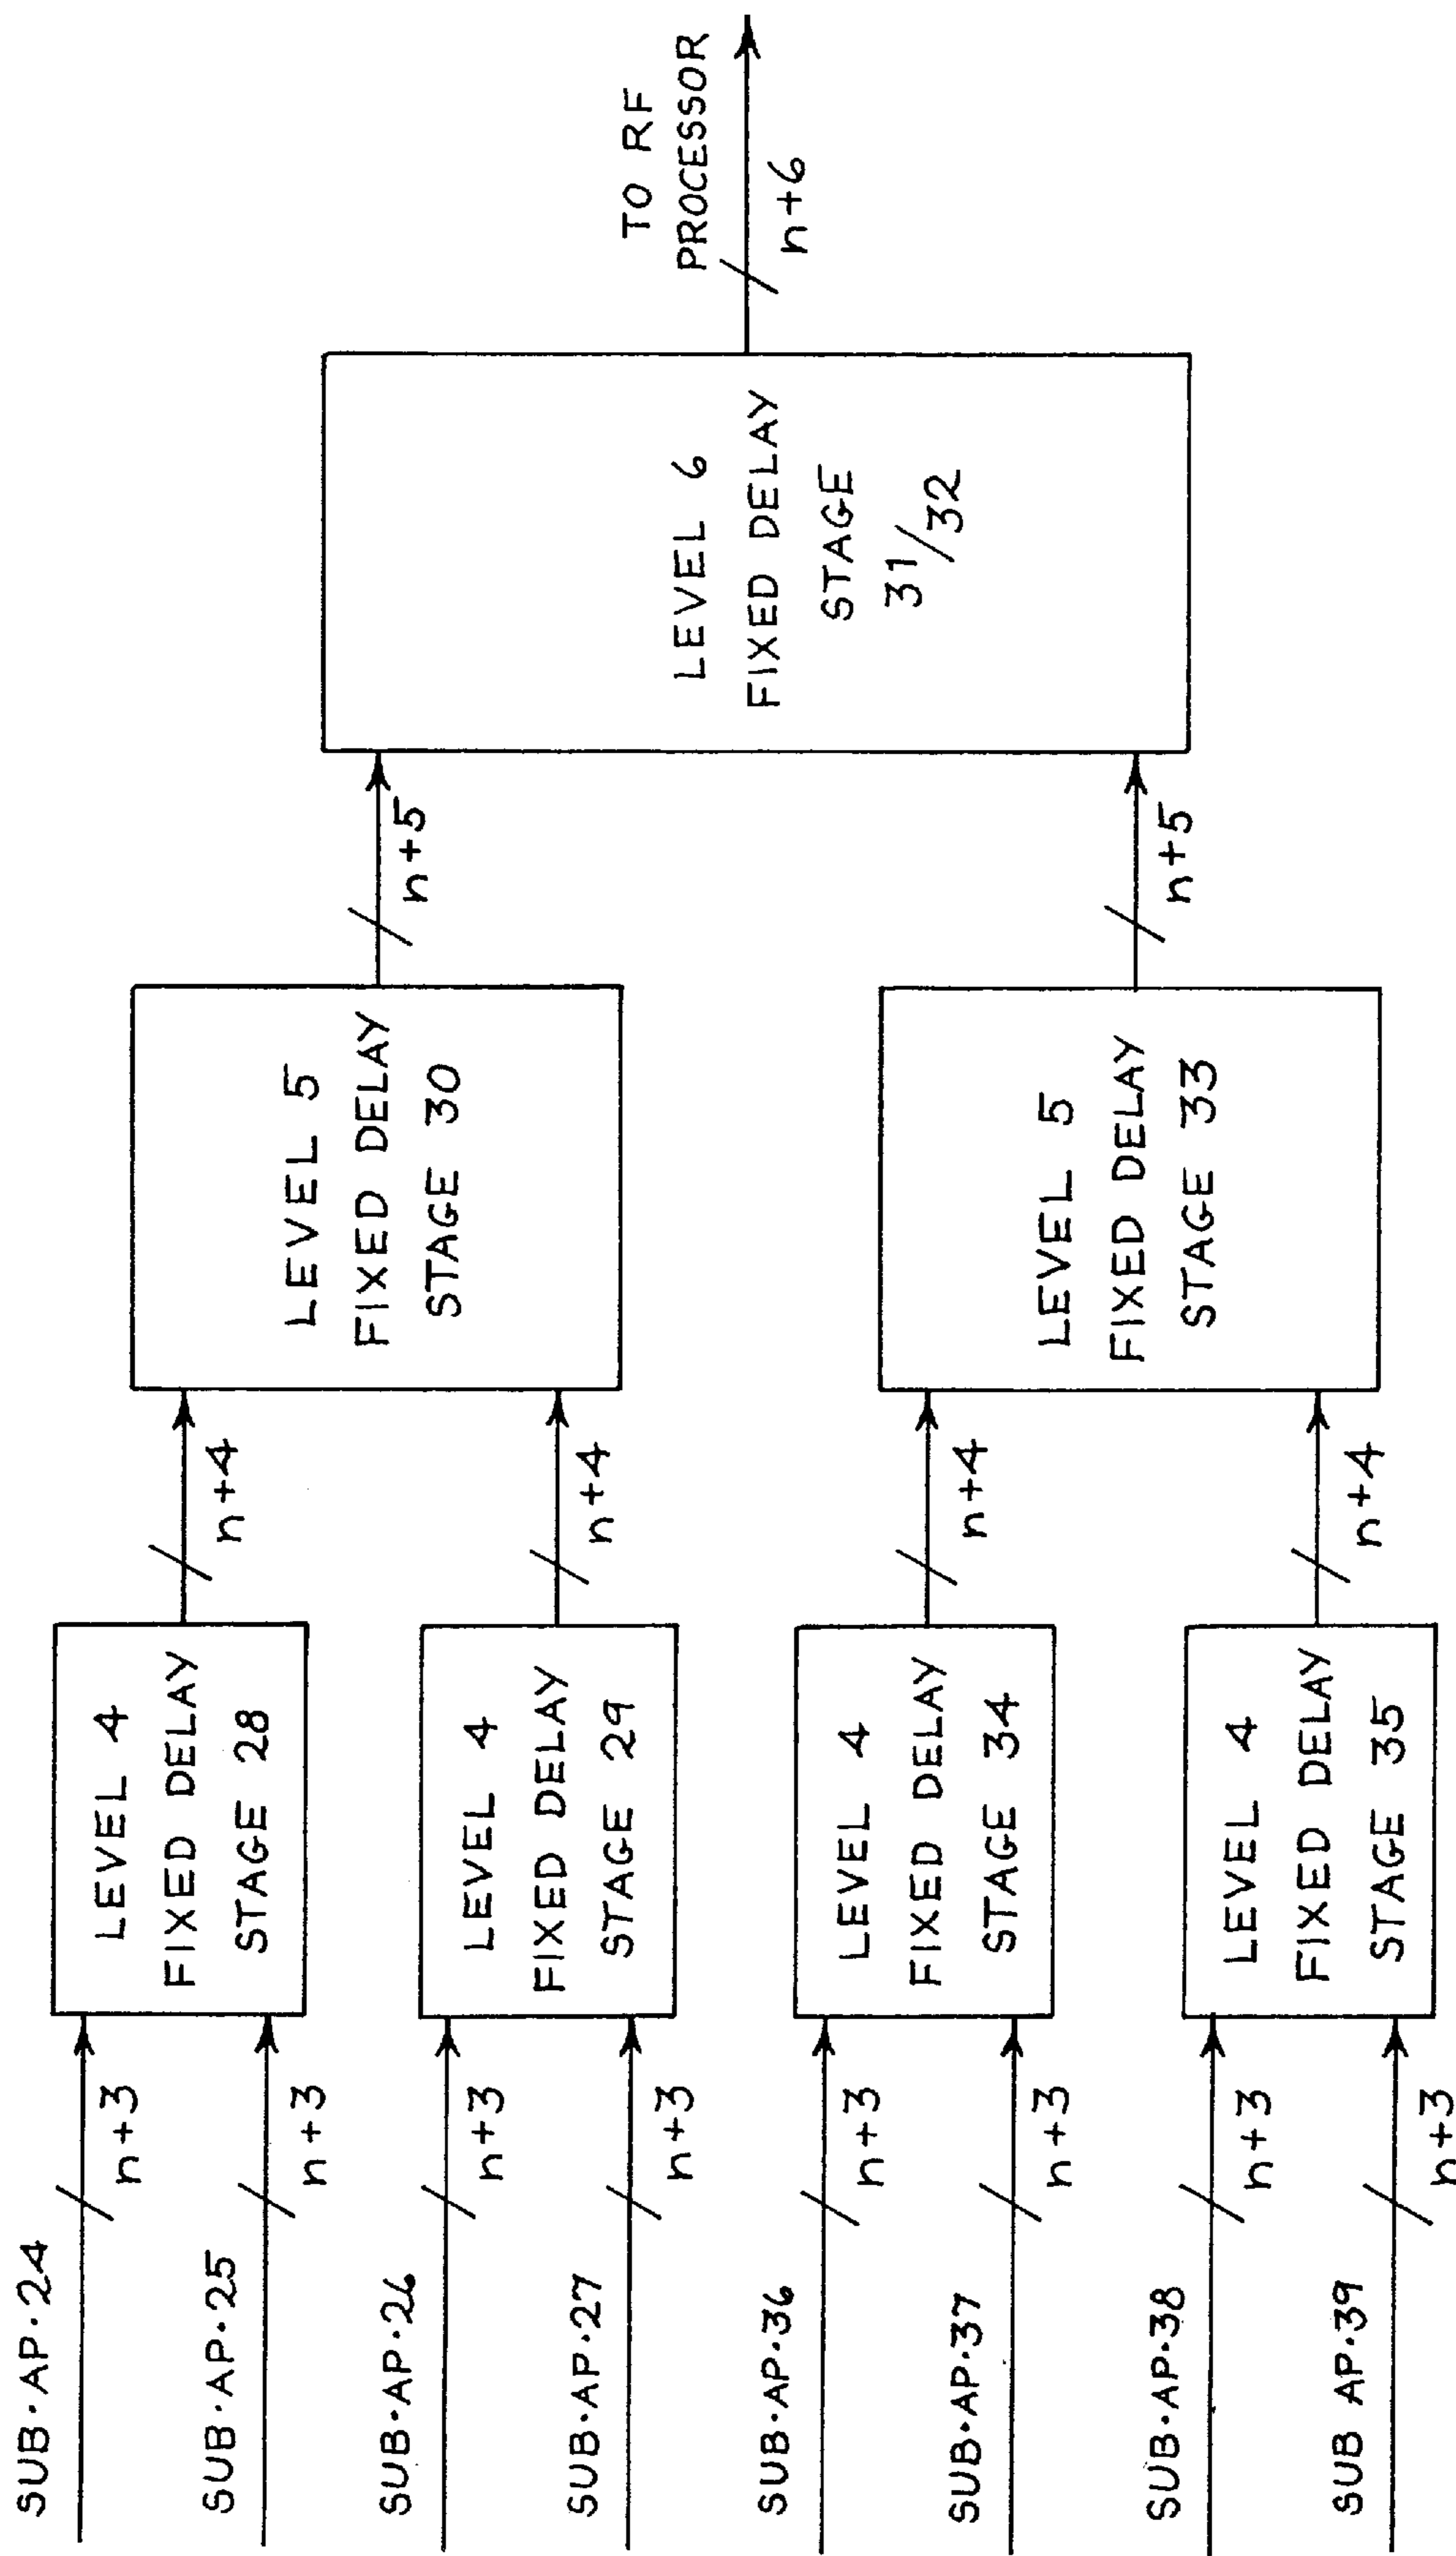 SUB·AP·24
n+3
SUB·AP·25
n+3
SUB·AP·26
n+3
SUB·AP·27
n+3
SUB·AP·36
n+3
SUB·AP·37
n+3
SUB·AP·38
n+3
SUB AP·39
n+3
LEVEL 4
FIXED DELAY
STAGE 28
LEVEL 4
FIXED DELAY
STAGE 29
LEVEL 4
FIXED DELAY
STAGE 34
LEVEL 4
FIXED DELAY
STAGE 35
n+4
n+4
n+4
n+4
LEVEL 5
FIXED DELAY
STAGE 30
LEVEL 5
FIXED DELAY
STAGE 33
n+5
n+5
LEVEL 6
FIXED DELAY
STAGE
31/32
TO RF
PROCESSOR
n+6